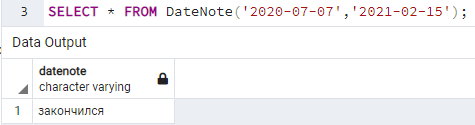 3 SELECT * FROM DateNote('2020-07-07','2021-02-15');
Data Output
datenote
character varying
1 закончился